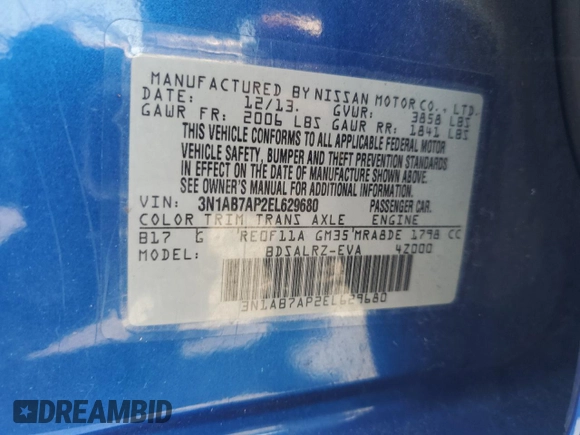 MANUFACTURED BY NISSAN MOTOR CO., LTD.
DATE: 12/13. GVWR: 3858 LBS
GAWR FR: 2006 LBS GAWR RR: 1841 LBS
THIS VEHICLE CONFORMS TO ALL APPLICABLE FEDERAL MOTOR
VEHICLE SAFETY, BUMPER AND THEFT PREVENTION STANDARDS
IN EFFECT ON THE DATE OF MANUFACTURE SHOWN ABOVE.
SEE OWNER'S MANUAL FOR ADDITIONAL INFORMATION.
VIN: 3N1AB7AP2EL629680 PASSENGER CAR.
COLOR TRIM TRANS AXLE ENGINE
B17 G RE0F11A GM35 MRA8DE 1798 CC
MODEL: BDSALRZ-EVA 4Z000
3N1AB7AP2EL629680
DREAMBID